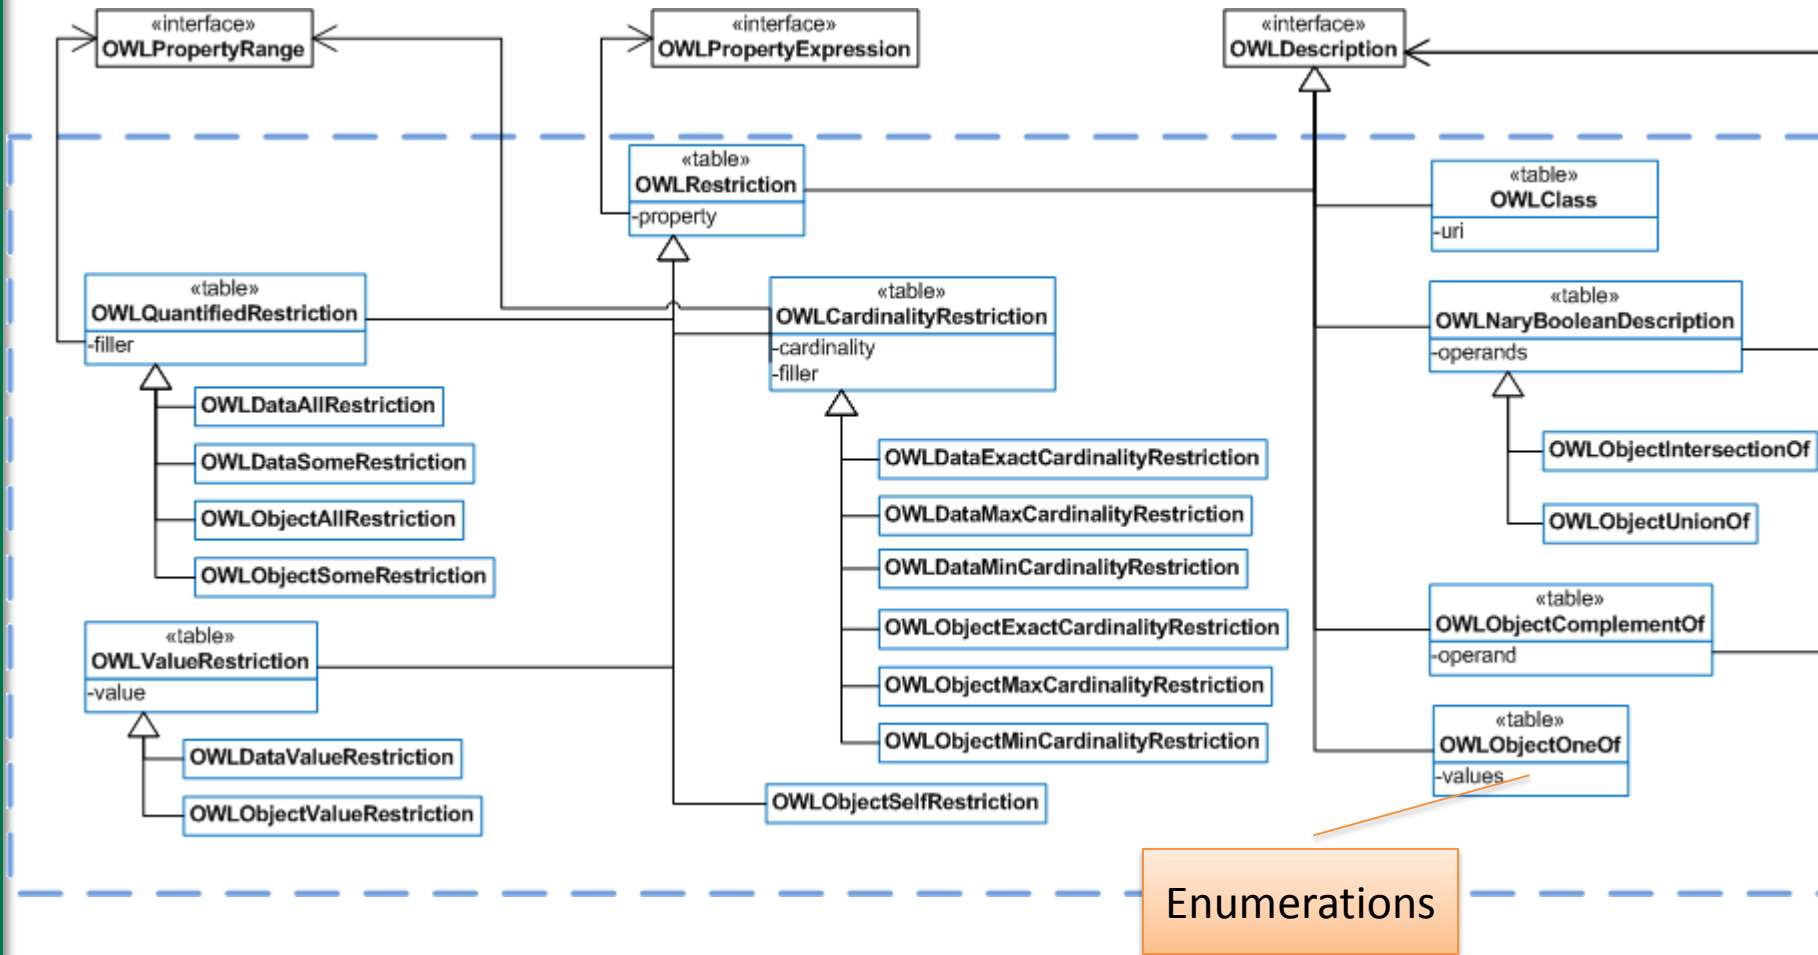 «interface»
OWLPropertyRange
«interface»
OWLPropertyExpression
«interface»
OWLDescription
«table»
OWLRestriction
-property
«table»
OWLClass
-uri
«table»
OWLQuantifiedRestriction
-filler
«table»
OWLCardinalityRestriction
-cardinality
-filler
«table»
OWLNaryBooleanDescription
-operands
OWLDataAllRestriction
OWLDataSomeRestriction
OWLObjectAllRestriction
OWLObjectSomeRestriction
OWLDataExactCardinalityRestriction
OWLDataMaxCardinalityRestriction
OWLDataMinCardinalityRestriction
OWLObjectExactCardinalityRestriction
OWLObjectMaxCardinalityRestriction
OWLObjectMinCardinalityRestriction
OWLObjectIntersectionOf
OWLObjectUnionOf
«table»
OWLValueRestriction
-value
OWLDataValueRestriction
OWLObjectValueRestriction
OWLObjectSelfRestriction
«table»
OWLObjectComplementOf
-operand
«table»
OWLObjectOneOf
-values
Enumerations